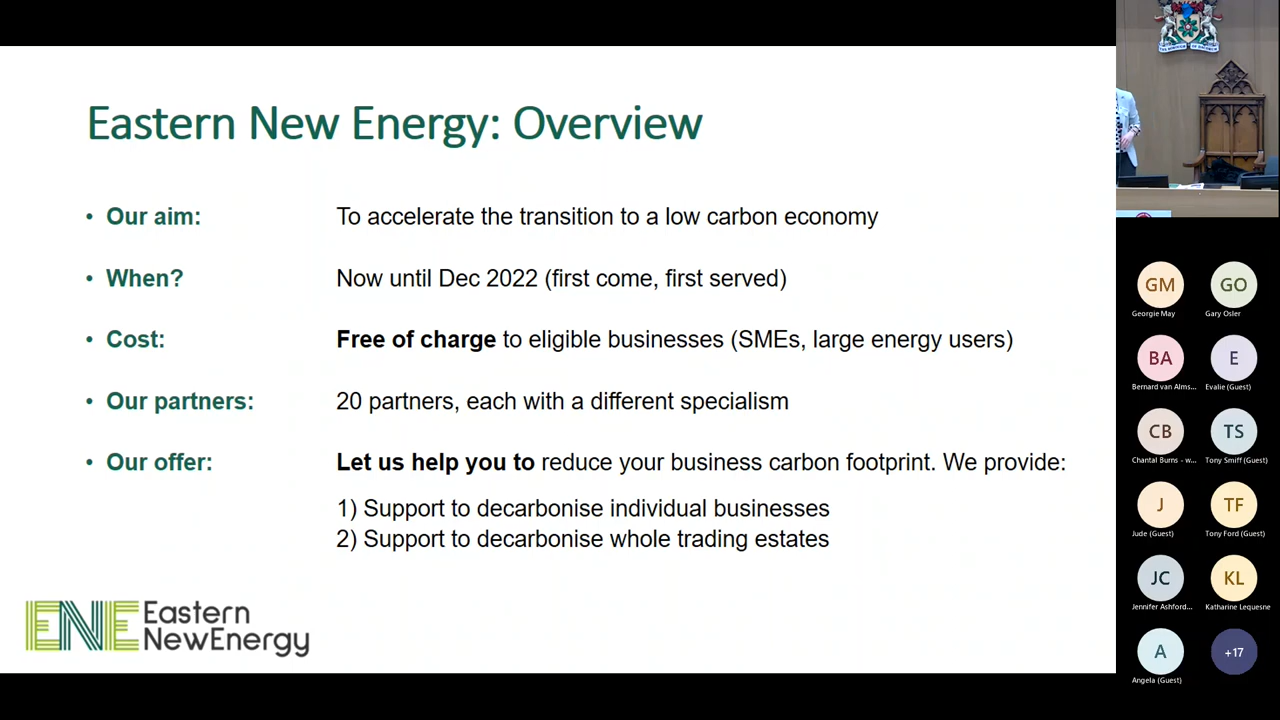 Eastern New Energy: Overview
• Our aim: To accelerate the transition to a low carbon economy
• When? Now until Dec 2022 (first come, first served)
• Cost: Free of charge to eligible businesses (SMEs, large energy users)
• Our partners: 20 partners, each with a different specialism
• Our offer: Let us help you to reduce your business carbon footprint. We provide:
1) Support to decarbonise individual businesses
2) Support to decarbonise whole trading estates
ENE Eastern
NewEnergy
GM GO
Georgie May Gary Osler
BA E
Bernard van Alms... Evalie (Guest)
CB TS
Chantal Burns - w... Tony Smiff (Guest)
J TF
Jude (Guest) Tony Ford (Guest)
JC KL
Jennifer Ashford... Katharine Lequesne
A +17
Angela (Guest)